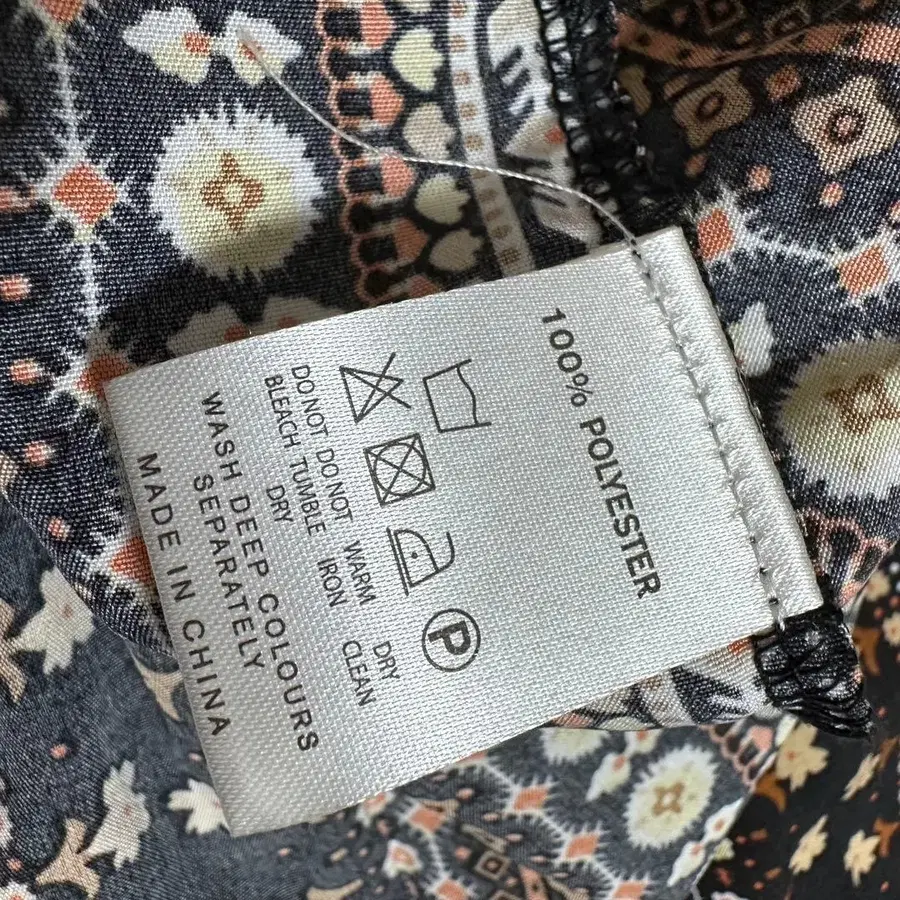 100% POLYESTER
P
DO NOT BLEACH
DO NOT TUMBLE DRY
WARM IRON
DRY CLEAN
WASH DEEP COLOURS
SEPARATELY
MADE IN CHINA